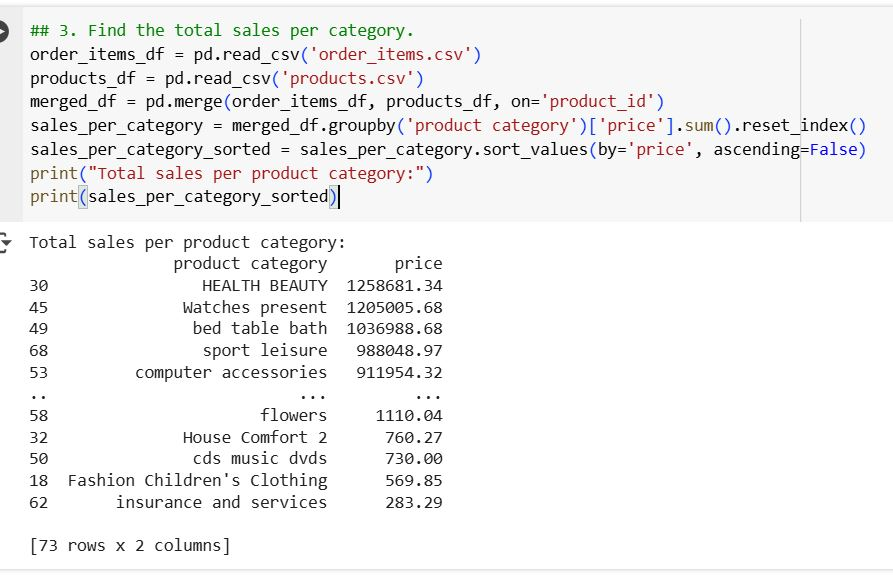 ## 3. Find the total sales per category.
order_items_df = pd.read_csv('order_items.csv')
products_df = pd.read_csv('products.csv')
merged_df = pd.merge(order_items_df, products_df, on='product_id')
sales_per_category = merged_df.groupby('product category')['price'].sum().reset_index()
sales_per_category_sorted = sales_per_category.sort_values(by='price', ascending=False)
print("Total sales per product category:")
print(sales_per_category_sorted)
Total sales per product category:
product category price
30 HEALTH BEAUTY 1258681.34
45 Watches present 1205005.68
49 bed table bath 1036988.68
68 sport leisure 988048.97
53 computer accessories 911954.32
.. ... ...
58 flowers 1110.04
32 House Comfort 2 760.27
50 cds music dvds 730.00
18 Fashion Children's Clothing 569.85
62 insurance and services 283.29
[73 rows x 2 columns]